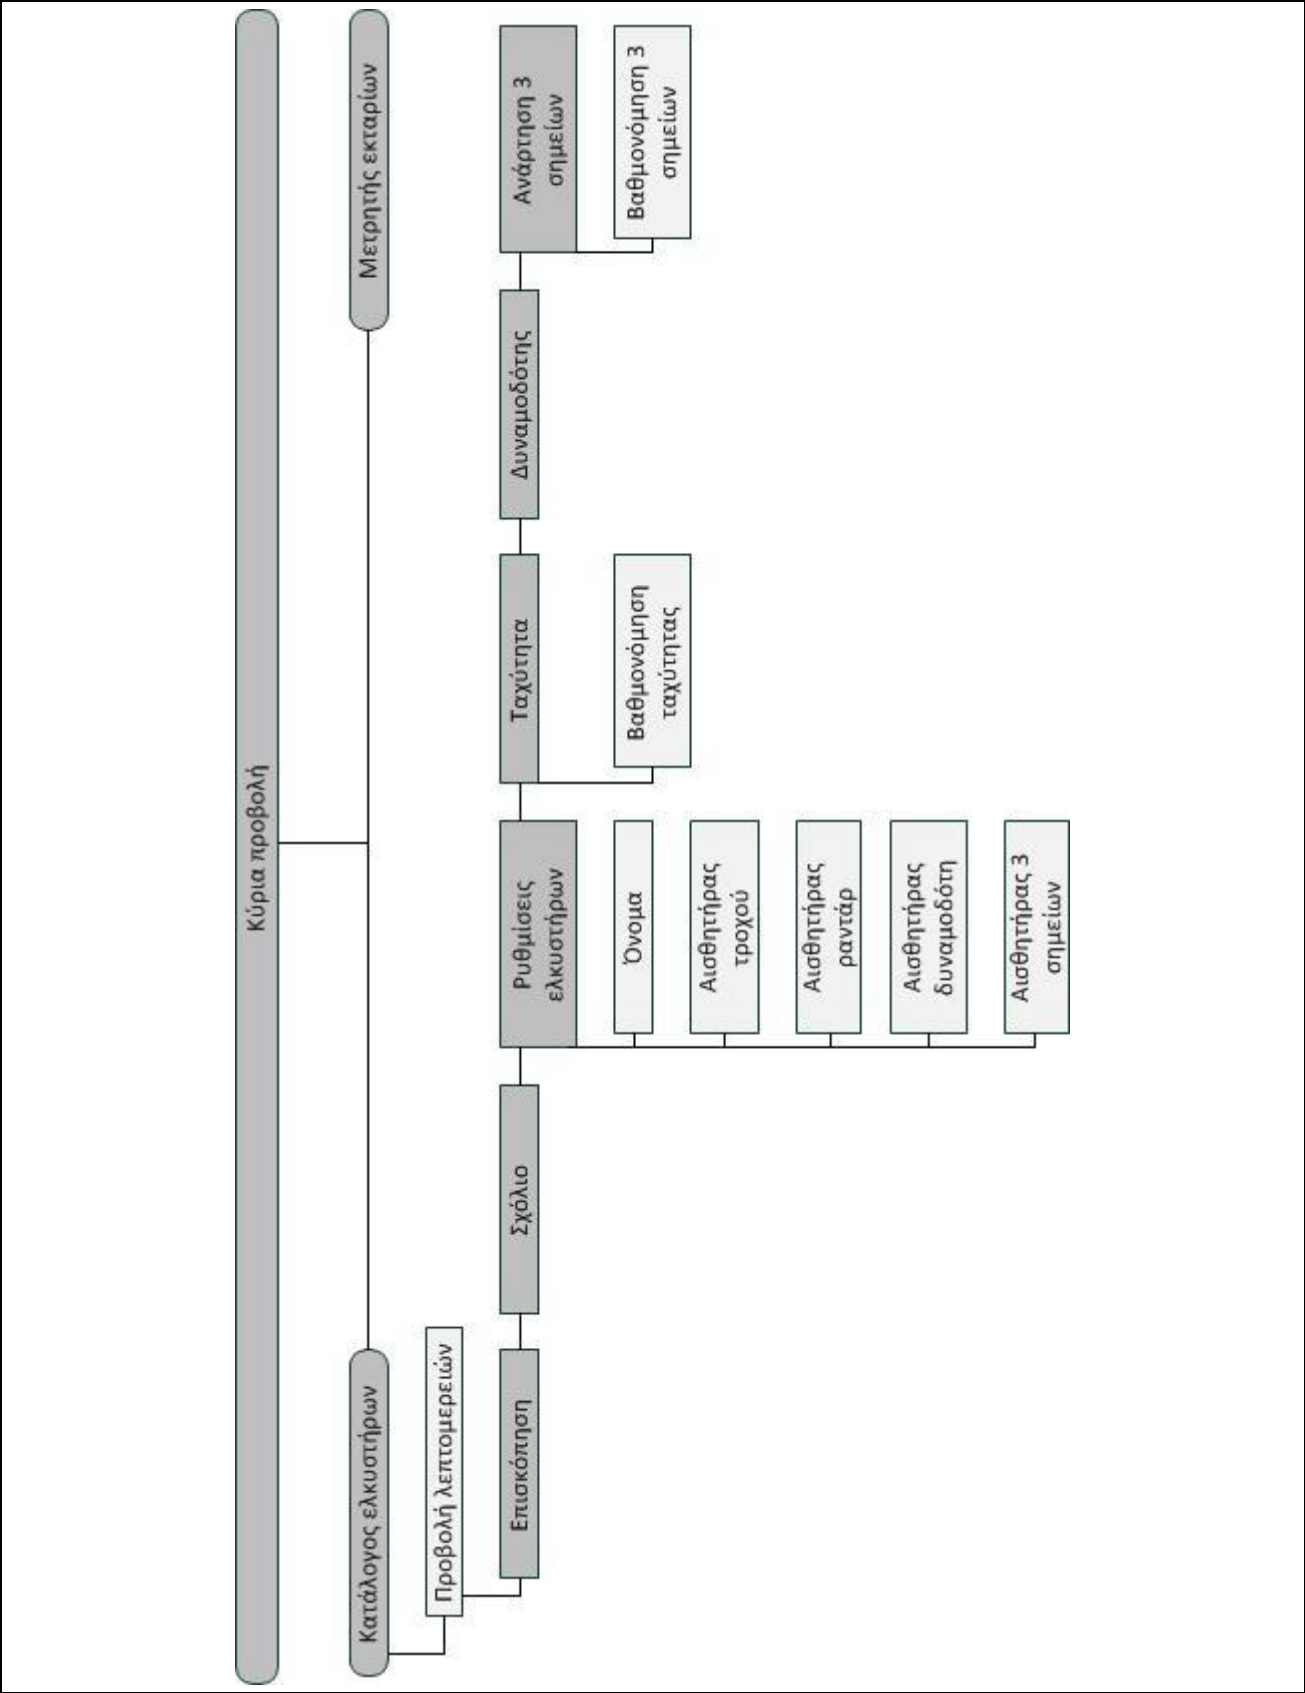 Κύρια προβολή
Κατάλογος ελκυστήρων
Μετρητής εκταρίων
Προβολή λεπτομερειών
Επισκόπηση
Σχόλιο
Ρυθμίσεις
ελκυστήρων
Όνομα
Αισθητήρας
τροχού
Αισθητήρας
ραντάρ
Αισθητήρας
δυναμοδότη
Αισθητήρας 3
σημείων
Ταχύτητα
Βαθμονόμηση
ταχύτητας
Δυναμοδότης
Ανάρτηση 3
σημείων
Βαθμονόμηση 3
σημείων